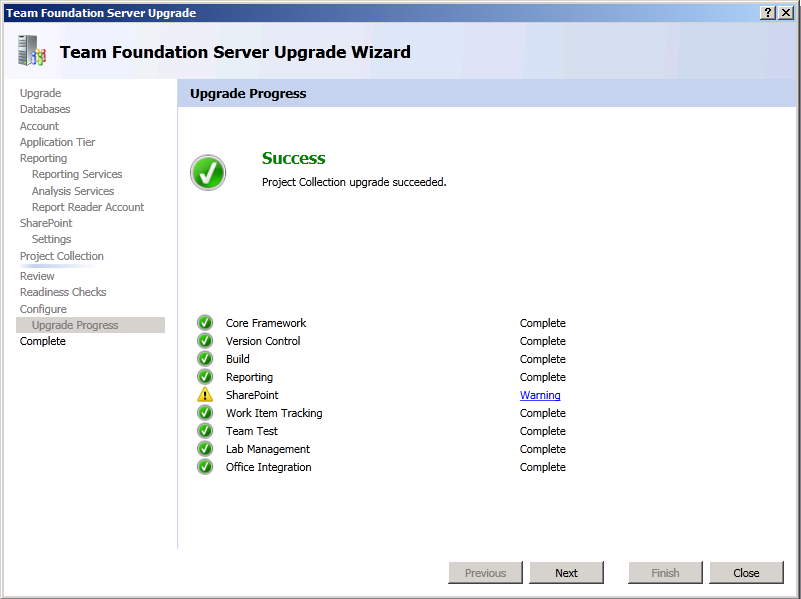 Team Foundation Server Upgrade
Team Foundation Server Upgrade Wizard
Upgrade
Databases
Account
Application Tier
Reporting
Reporting Services
Analysis Services
Report Reader Account
SharePoint
Settings
Project Collection
Review
Readiness Checks
Configure
Upgrade Progress
Complete
Upgrade Progress
Success
Project Collection upgrade succeeded.
Core Framework Complete
Version Control Complete
Build Complete
Reporting Complete
SharePoint Warning
Work Item Tracking Complete
Team Test Complete
Lab Management Complete
Office Integration Complete
Previous Next Finish Close